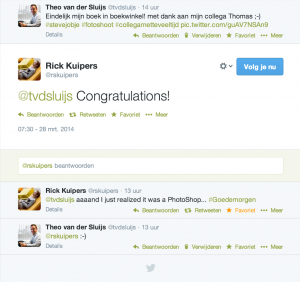 Theo van der Sluijs @tvdsluijs · 14 uur
Eindelijk mijn boek in boekwinkel! met dank aan mijn collega Thomas ;-)
#stevejobje #fotoshoot #collegametteveeltijd pic.twitter.com/guAV7NSAn9
Details Beantwoorden Verwijderen Favoriet Meer
Rick Kuipers
@rskuipers
Volg je nu
@tvdsluijs Congratulations!
Beantwoorden Retweeten Favoriet Meer
07:30 - 28 mrt. 2014
@rskuipers beantwoorden
Rick Kuipers @rskuipers · 13 uur
@tvdsluijs aaaand I just realized it was a PhotoShop... #Goedemorgen
Details Beantwoorden Retweeten Favoriet Meer
Theo van der Sluijs @tvdsluijs · 13 uur
@rskuipers :-)
Details Beantwoorden Verwijderen Favoriet Meer